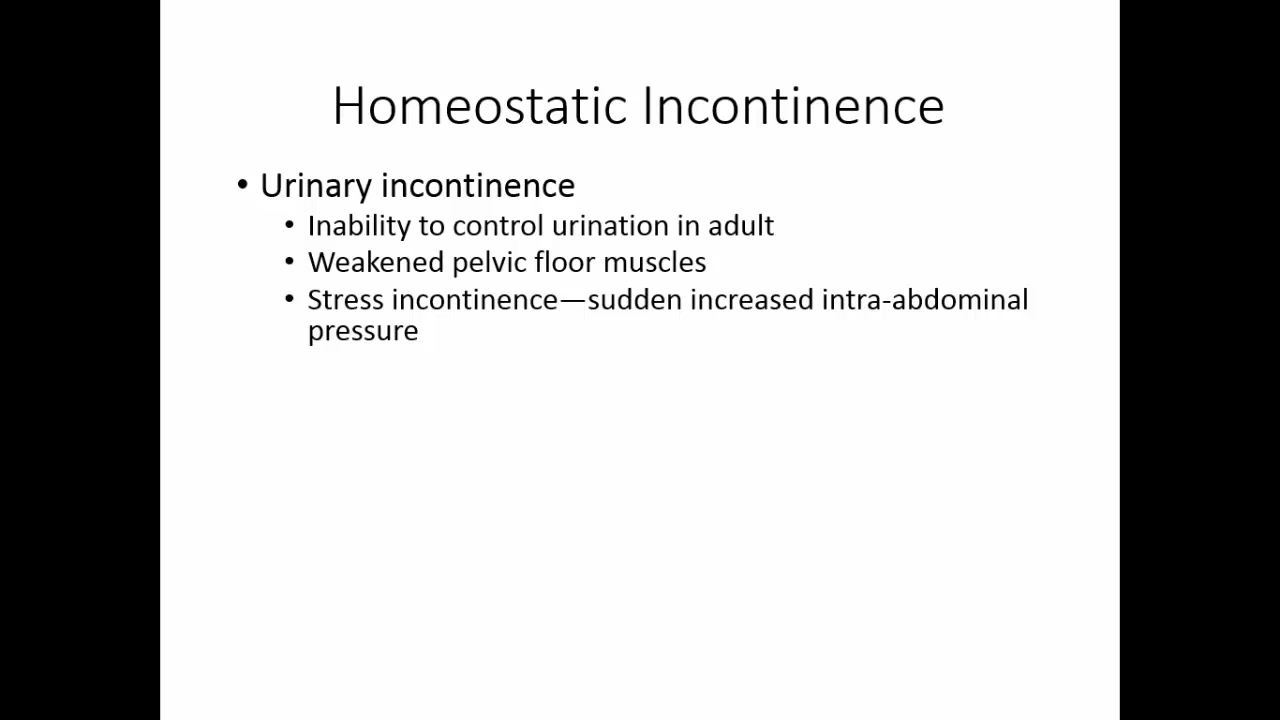 Homeostatic Incontinence
• Urinary incontinence
• Inability to control urination in adult
• Weakened pelvic floor muscles
• Stress incontinence—sudden increased intra-abdominal
pressure